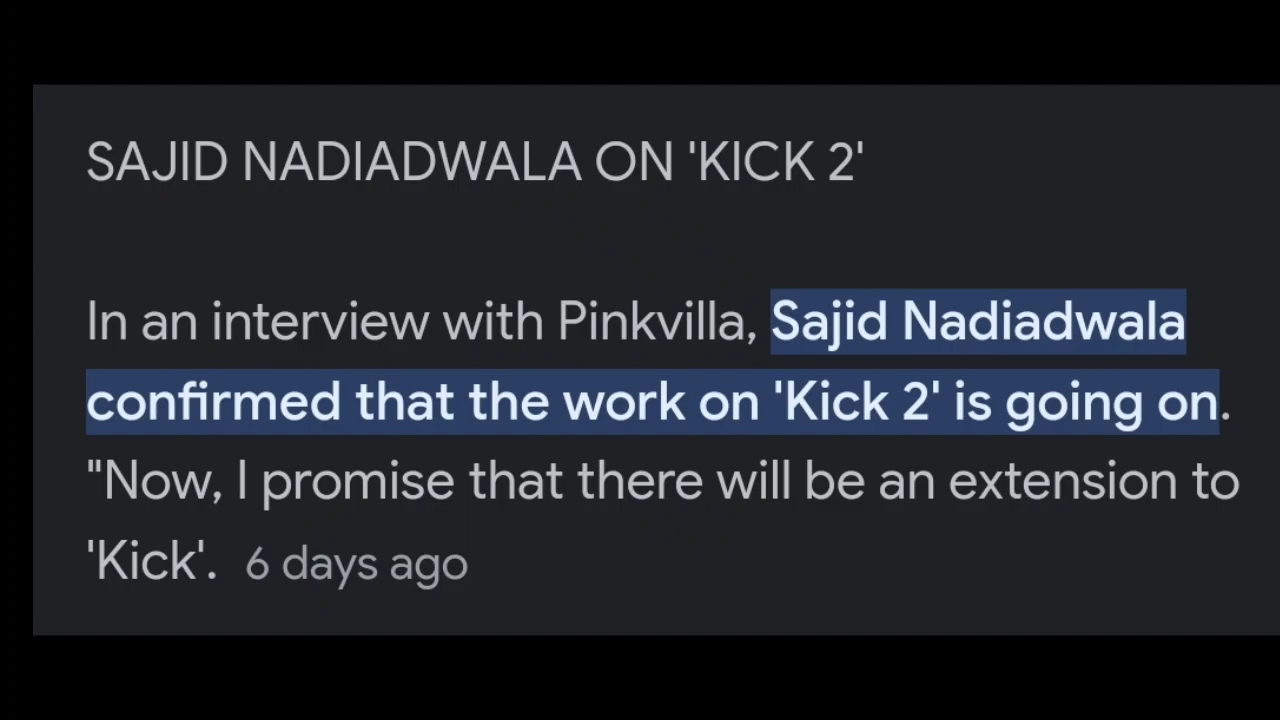 SAJID NADIADWALA ON 'KICK 2'
In an interview with Pinkvilla, Sajid Nadiadwala
confirmed that the work on 'Kick 2' is going on.
"Now, I promise that there will be an extension to
'Kick'. 6 days ago